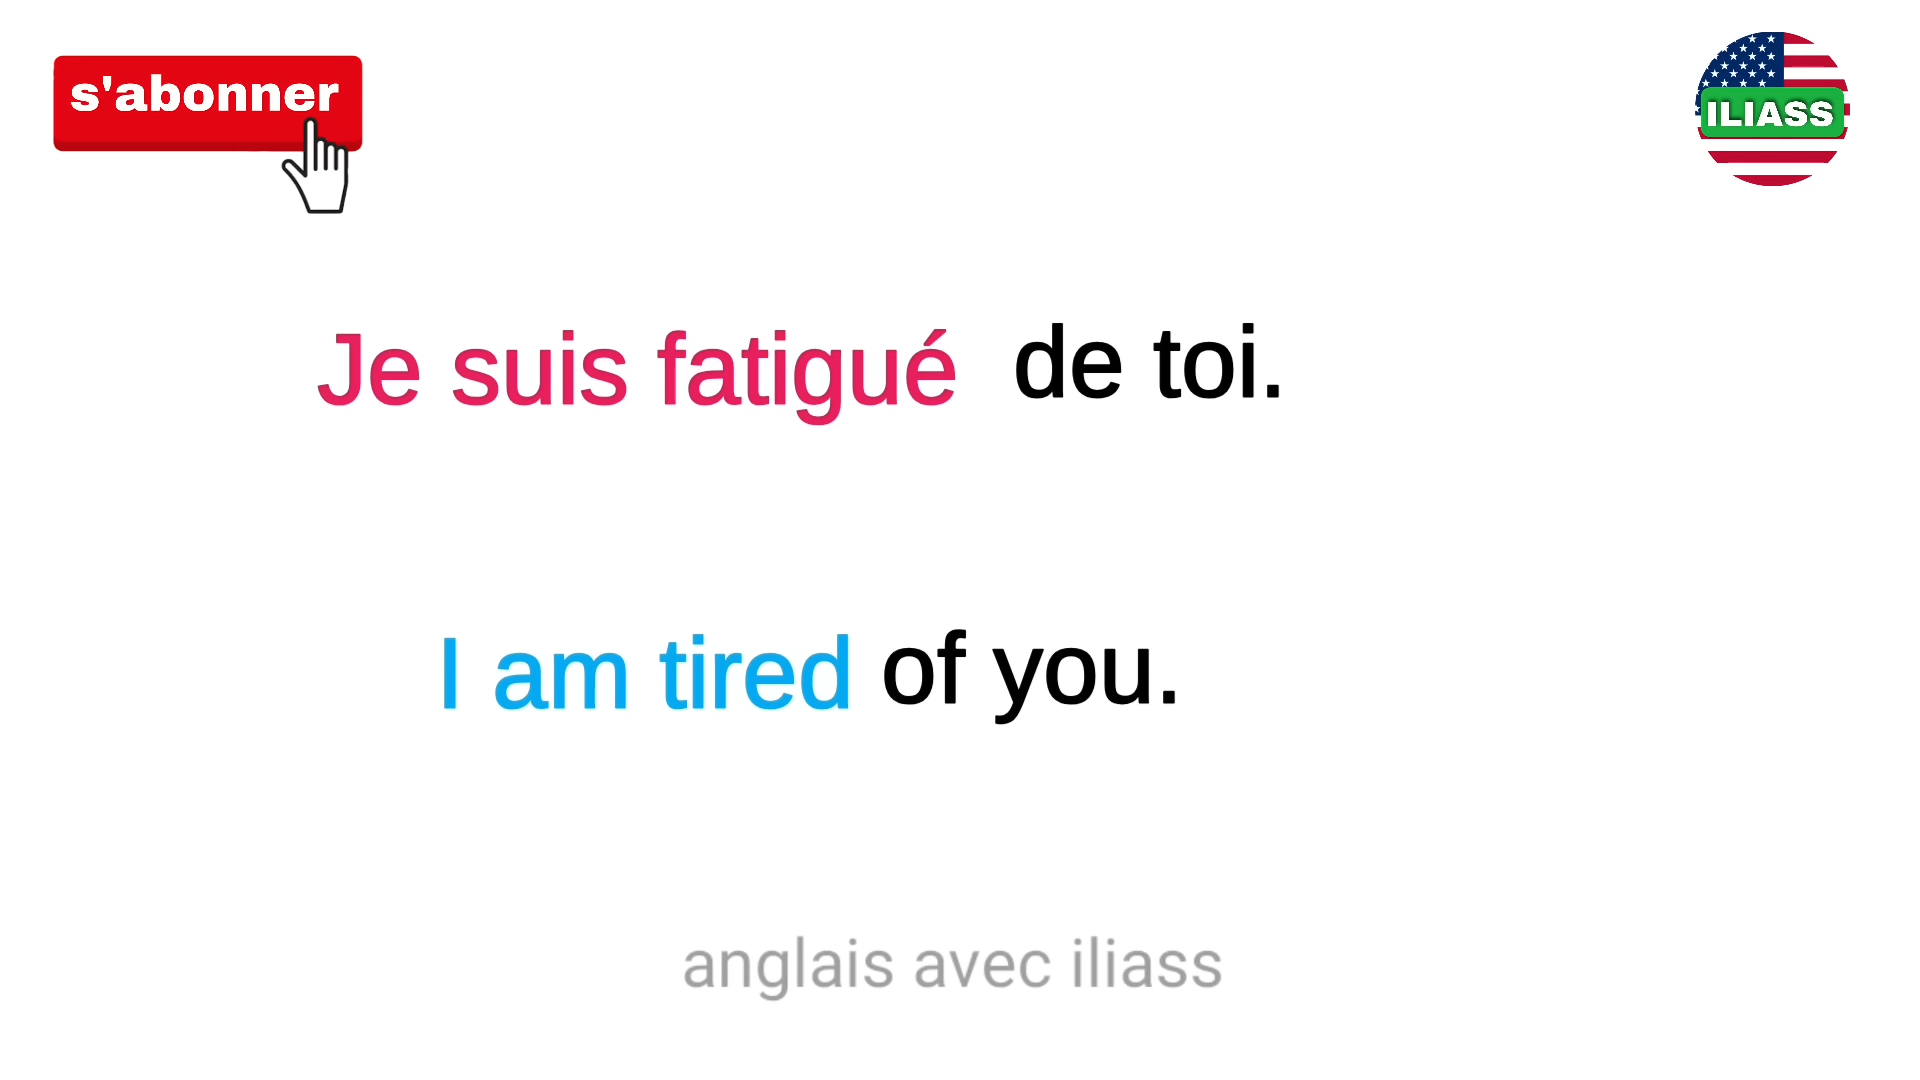 s'abonner
ILIASS
Je suis fatigué de toi.
I am tired of you.
anglais avec iliass